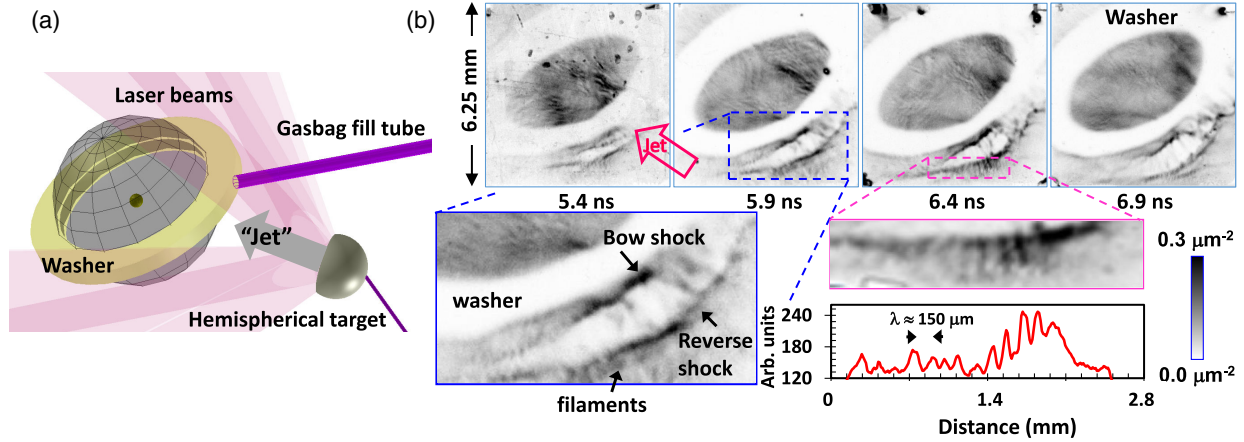 (a)
Laser beams
Gasbag fill tube
"Jet"
Washer
Hemispherical target
(b)
6.25 mm
Jet
Washer
5.4 ns
5.9 ns
6.4 ns
6.9 ns
Bow shock
washer
Reverse
shock
filaments
0.3 μm-2
0.0 μm-2
Arb. units
240
180
120
λ ≈ 150 μm
0
1.4
2.8
Distance (mm)